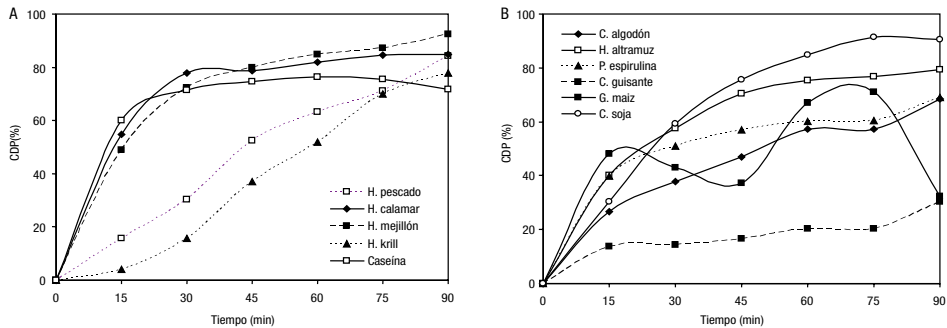 A
CDP(%)
100
80
60
40
20
0
0 15 30 45 60 75 90
Tiempo (min)
H. pescado
H. calamar
H. mejillón
H. krill
Caseína
B
CDP (%)
100
80
60
40
20
0
0 15 30 45 60 75 90
Tiempo (min)
C. algodón
H. altramuz
P. espirulina
C. guisante
G. maiz
C. soja